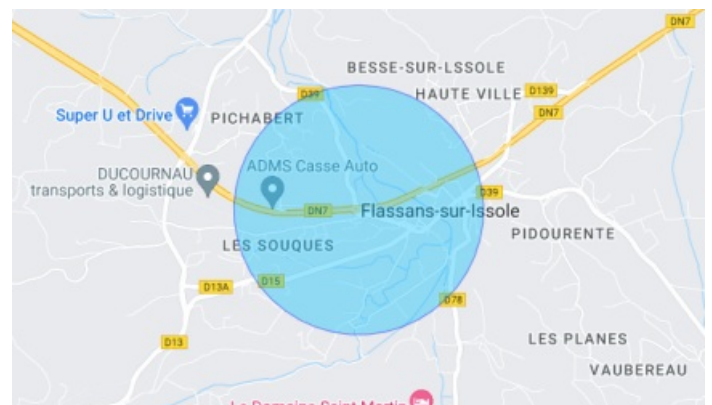 DN7
BESSE-SUR-LSSOLE
D39
HAUTE VILLE
D139
Super U et Drive
PICHABERT
DN7
DUCOURNAU
transports & logistique
ADMS Casse Auto
D39
DN7
Flassans-sur-Issole
PIDOURENTE
LES SOUQUES
D15
D13A
D78
D13
LES PLANES
VAUBEREAU
Le Domaine Saint Martin